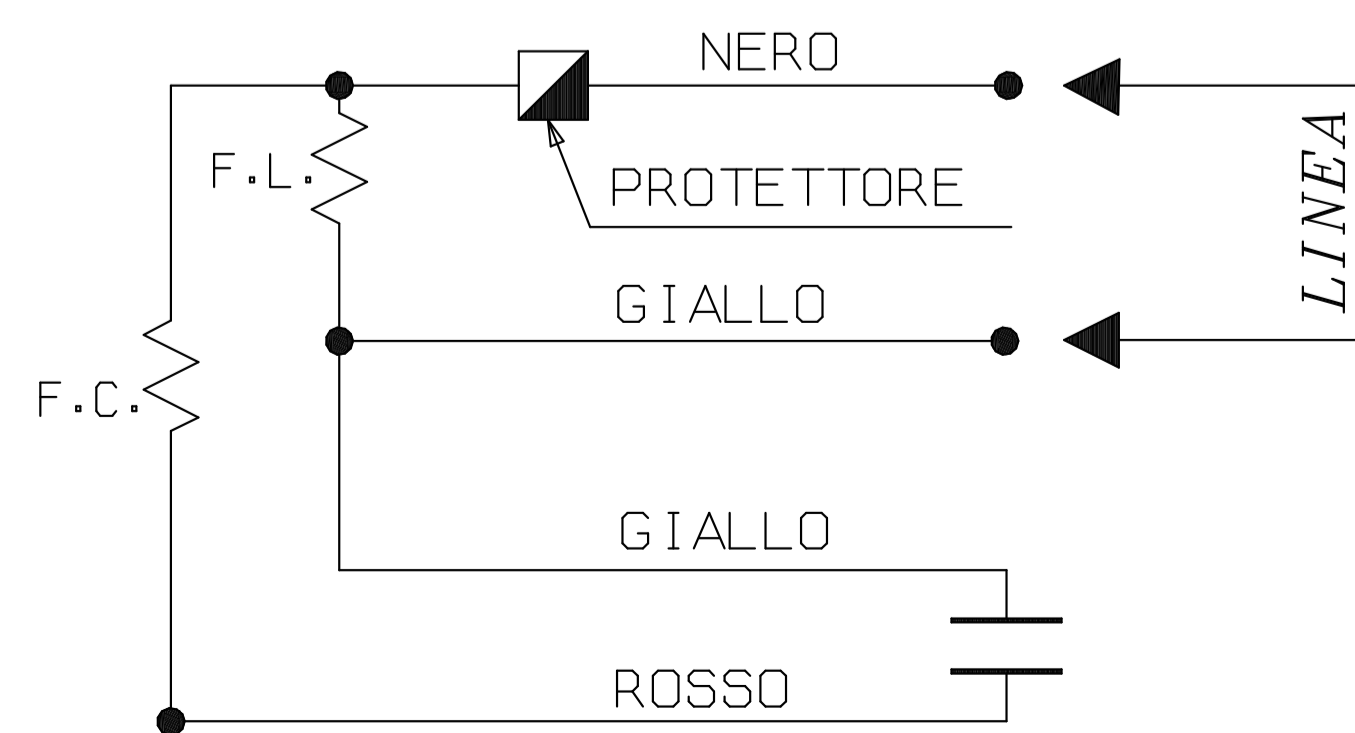 NERO
F.L.
PROTETTORE
LINEA
GIALLO
F.C.
GIALLO
ROSSO